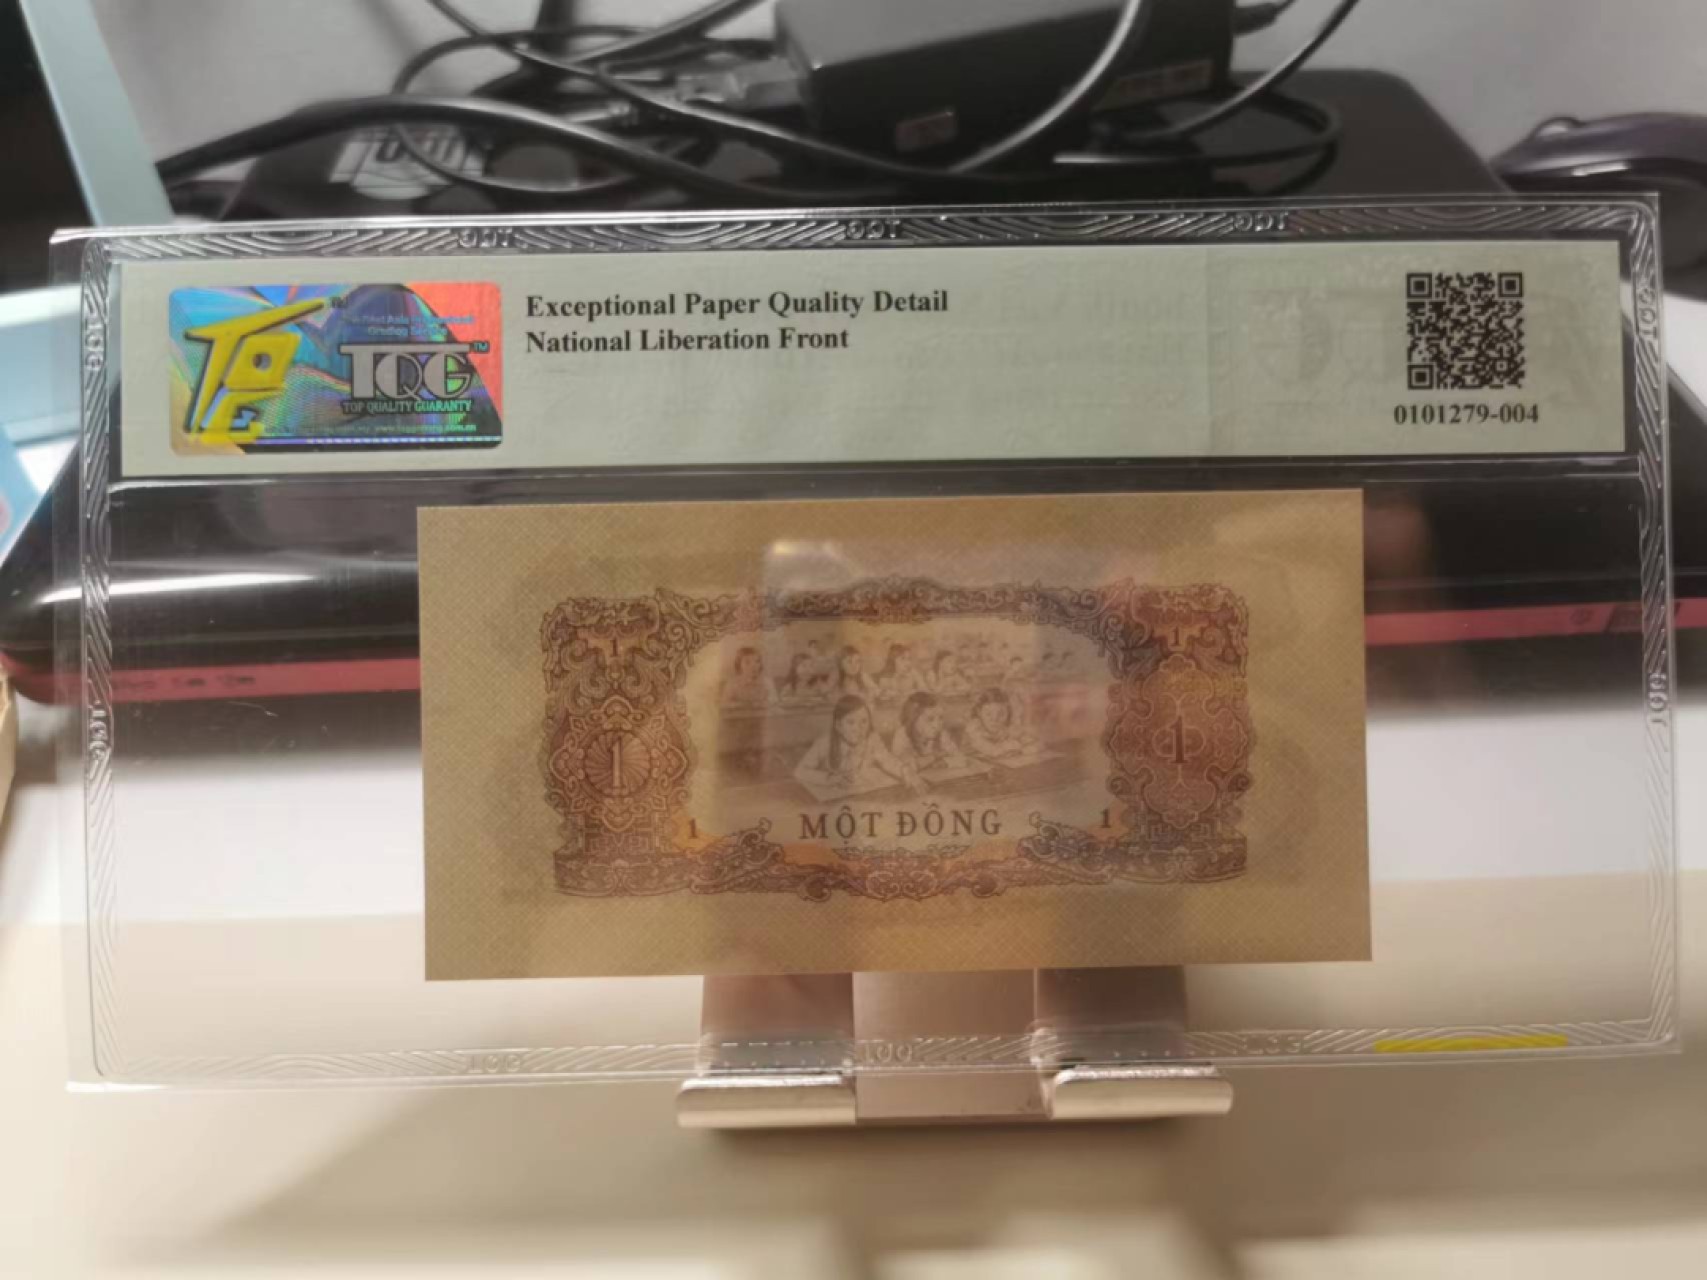 Exceptional Paper Quality Detail
National Liberation Front
TQG™
TOP QUALITY GUARANTY
0101279-004
1
1
1
1
1
1
MỘT ĐỒNG